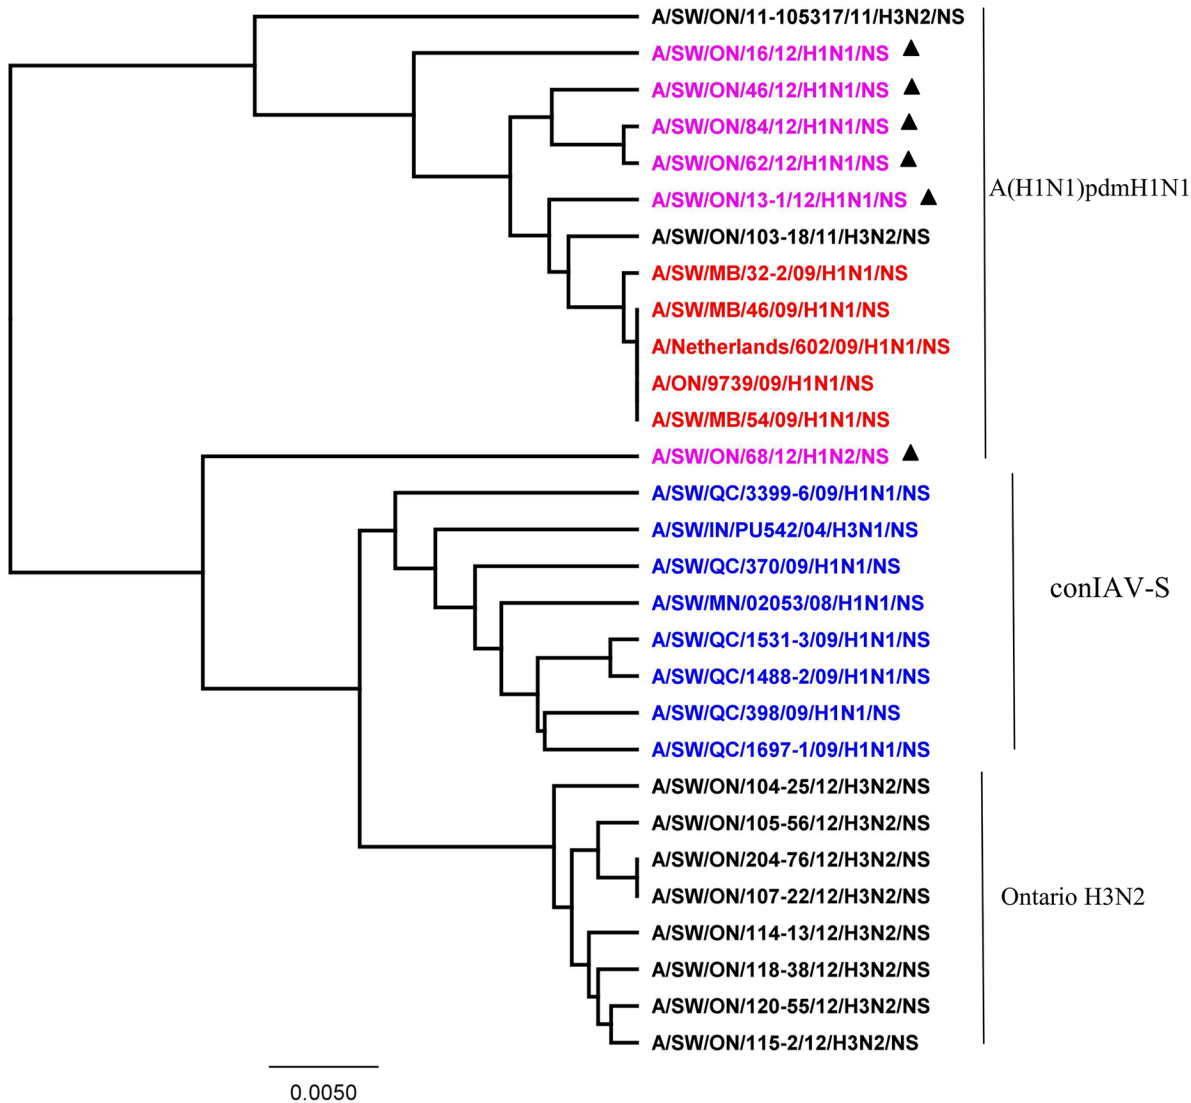 A/SW/ON/11-105317/11/H3N2/NS
A/SW/ON/16/12/H1N1/NS
A/SW/ON/46/12/H1N1/NS
A/SW/ON/84/12/H1N1/NS
A/SW/ON/62/12/H1N1/NS
A/SW/ON/13-1/12/H1N1/NS
A/SW/ON/103-18/11/H3N2/NS
A/SW/MB/32-2/09/H1N1/NS
A/SW/MB/46/09/H1N1/NS
A/Netherlands/602/09/H1N1/NS
A/ON/9739/09/H1N1/NS
A/SW/MB/54/09/H1N1/NS
A/SW/ON/68/12/H1N2/NS
A(H1N1)pdmH1N1
A/SW/QC/3399-6/09/H1N1/NS
A/SW/IN/PU542/04/H3N1/NS
A/SW/QC/370/09/H1N1/NS
A/SW/MN/02053/08/H1N1/NS
A/SW/QC/1531-3/09/H1N1/NS
A/SW/QC/1488-2/09/H1N1/NS
A/SW/QC/398/09/H1N1/NS
A/SW/QC/1697-1/09/H1N1/NS
conIAV-S
A/SW/ON/104-25/12/H3N2/NS
A/SW/ON/105-56/12/H3N2/NS
A/SW/ON/204-76/12/H3N2/NS
A/SW/ON/107-22/12/H3N2/NS
A/SW/ON/114-13/12/H3N2/NS
A/SW/ON/118-38/12/H3N2/NS
A/SW/ON/120-55/12/H3N2/NS
A/SW/ON/115-2/12/H3N2/NS
Ontario H3N2
0.0050